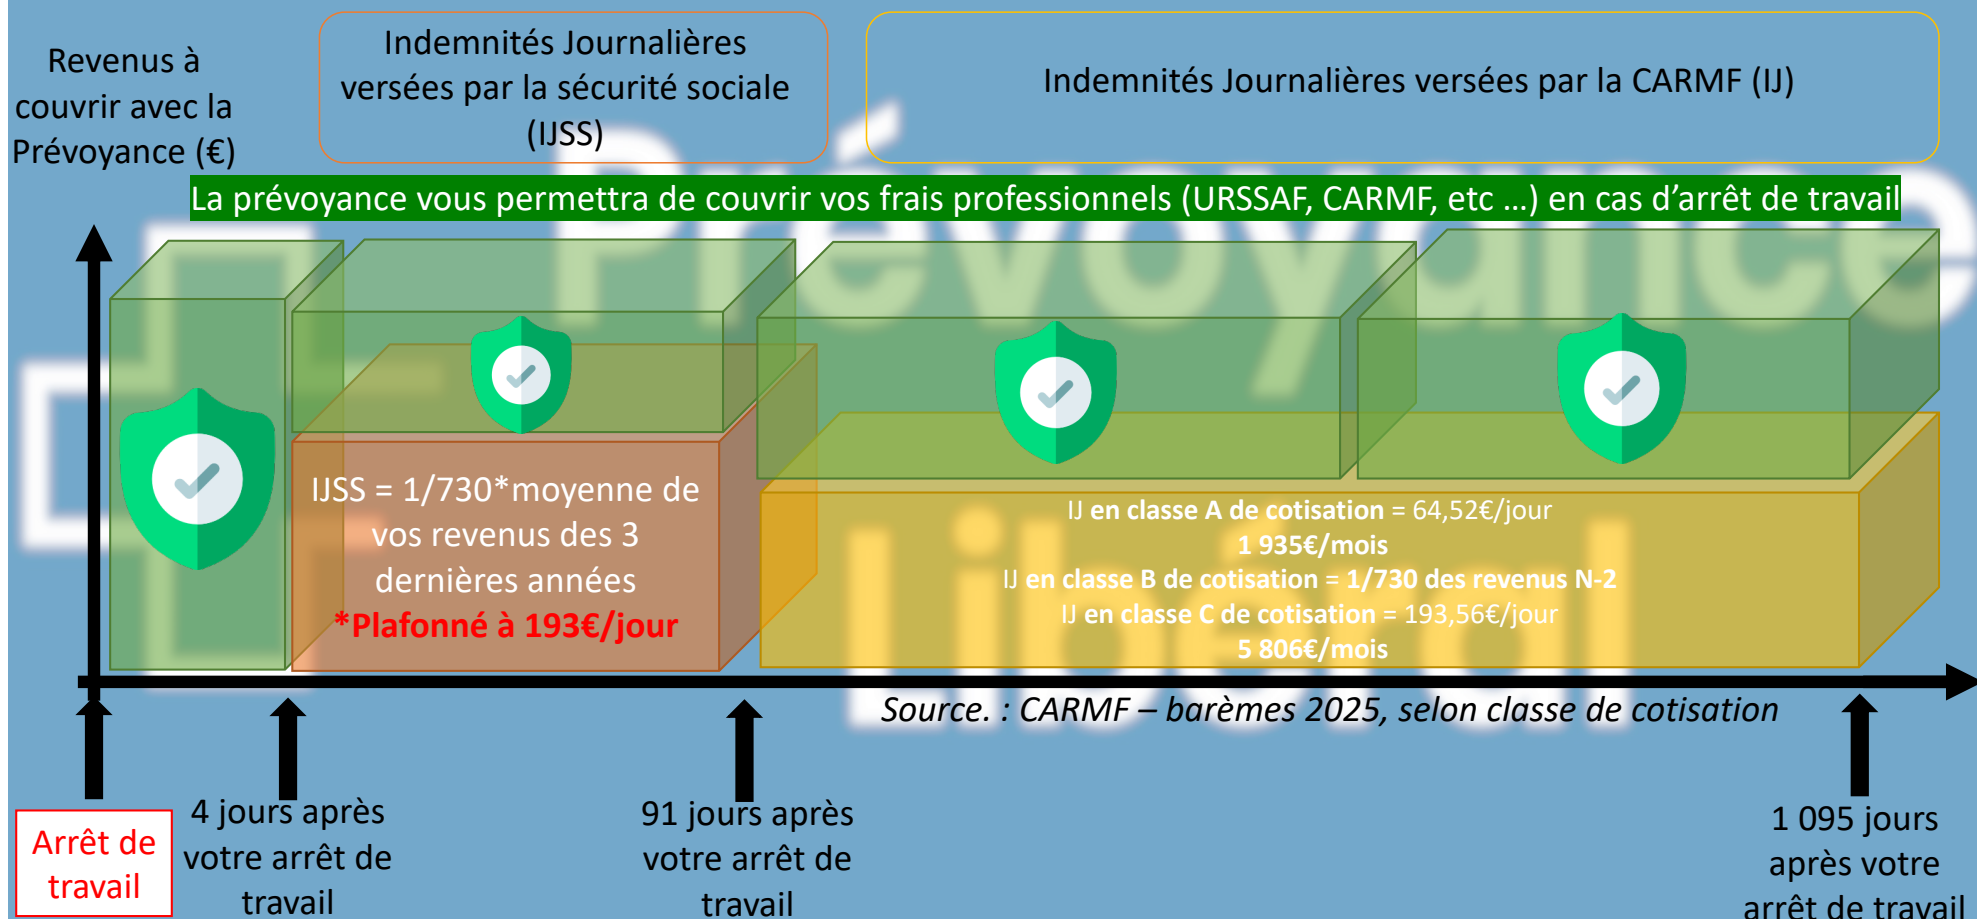 Revenus à
couvrir avec la
Prévoyance (€)
Indemnités Journalières
versées par la sécurité sociale
(IJSS)
Indemnités Journalières versées par la CARMF (IJ)
La prévoyance vous permettra de couvrir vos frais professionnels (URSSAF, CARMF, etc ...) en cas d'arrêt de travail
Prévoyance
Libéral
IJSS = 1/730*moyenne de
vos revenus des 3
dernières années
*Plafonné à 193€/jour
IJ en classe A de cotisation = 64,52€/jour
1 935€/mois
IJ en classe B de cotisation = 1/730 des revenus N-2
IJ en classe C de cotisation = 193,56€/jour
5 806€/mois
Source. : CARMF – barèmes 2025, selon classe de cotisation
Arrêt de
travail
4 jours après
votre arrêt de
travail
91 jours après
votre arrêt de
travail
1 095 jours
après votre
arrêt de travail